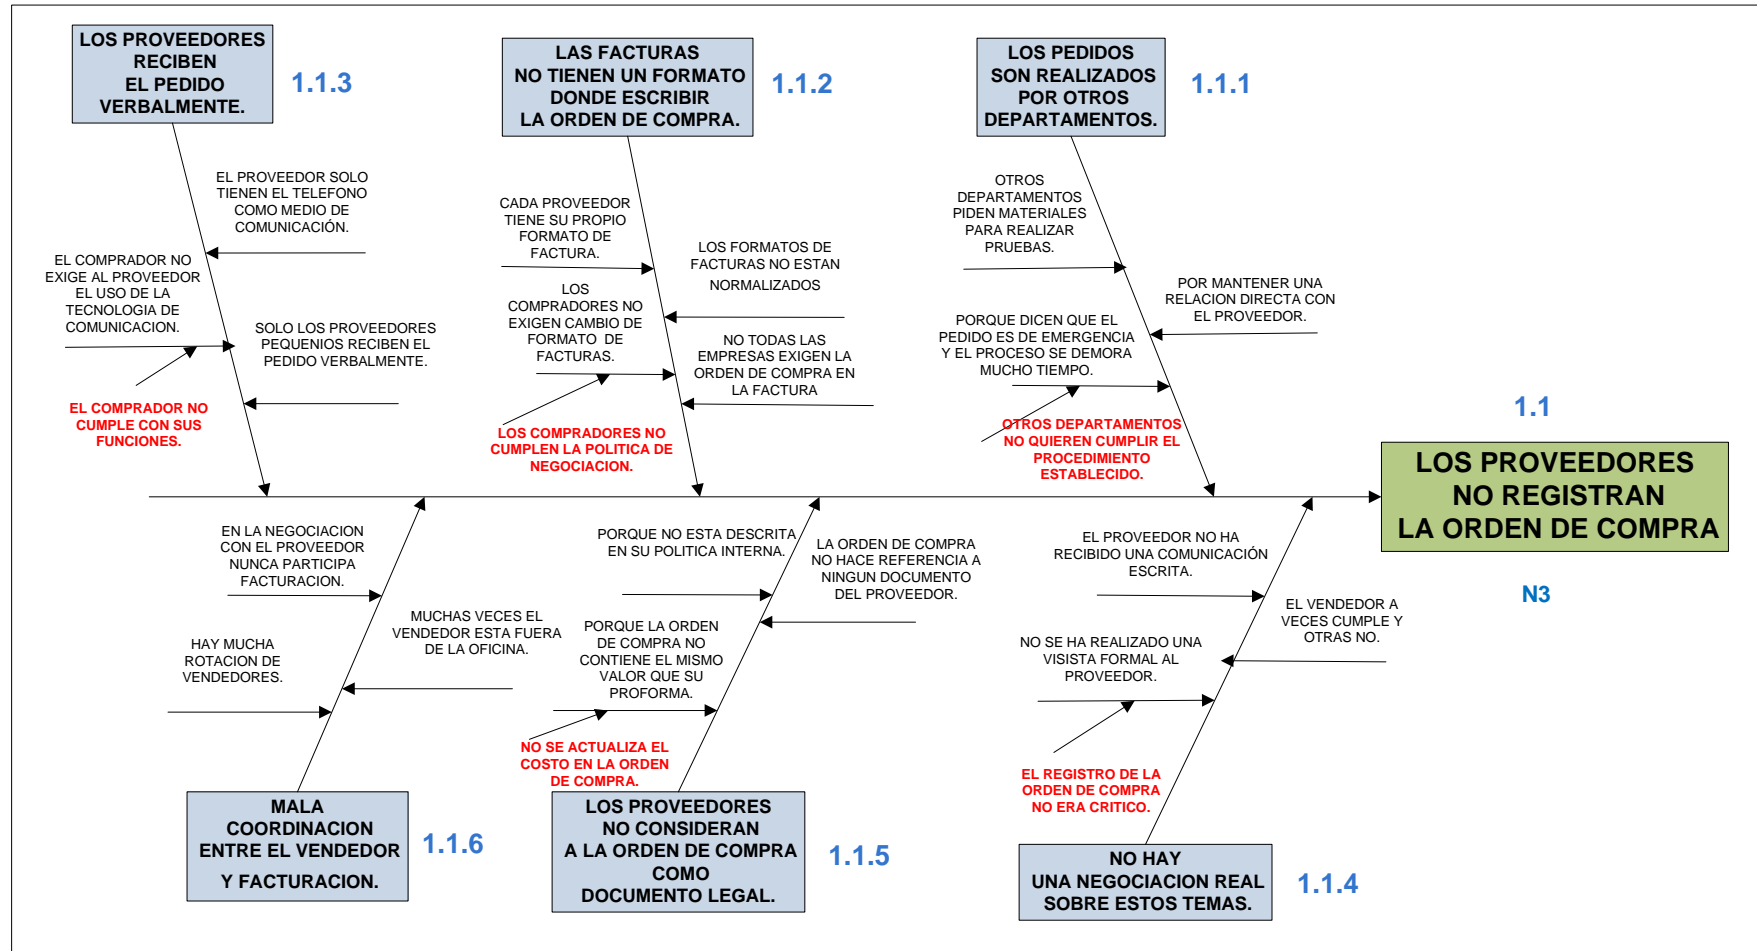 LOS PROVEEDORES
RECIBEN
EL PEDIDO
VERBALMENTE.
1.1.3
LAS FACTURAS
NO TIENEN UN FORMATO
DONDE ESCRIBIR
LA ORDEN DE COMPRA.
1.1.2
LOS PEDIDOS
SON REALIZADOS
POR OTROS
DEPARTAMENTOS.
1.1.1
EL PROVEEDOR SOLO
TIENEN EL TELEFONO
COMO MEDIO DE
COMUNICACIÓN.
EL COMPRADOR NO
EXIGE AL PROVEEDOR
EL USO DE LA
TECNOLOGIA DE
COMUNICACION.
SOLO LOS PROVEEDORES
PEQUENIOS RECIBEN EL
PEDIDO VERBALMENTE.
EL COMPRADOR NO
CUMPLE CON SUS
FUNCIONES.
CADA PROVEEDOR
TIENE SU PROPIO
FORMATO DE
FACTURA.
LOS FORMATOS DE
FACTURAS NO ESTAN
NORMALIZADOS
LOS
COMPRADORES NO
EXIGEN CAMBIO DE
FORMATO DE
FACTURAS.
NO TODAS LAS
EMPRESAS EXIGEN LA
ORDEN DE COMPRA EN
LA FACTURA
LOS COMPRADORES NO
CUMPLEN LA POLITICA DE
NEGOCIACION.
OTROS
DEPARTAMENTOS
PIDEN MATERIALES
PARA REALIZAR
PRUEBAS.
POR MANTENER UNA
RELACION DIRECTA CON
EL PROVEEDOR.
PORQUE DICEN QUE EL
PEDIDO ES DE EMERGENCIA
Y EL PROCESO SE DEMORA
MUCHO TIEMPO.
OTROS DEPARTAMENTOS
NO QUIEREN CUMPLIR EL
PROCEDIMIENTO
ESTABLECIDO.
1.1
LOS PROVEEDORES
NO REGISTRAN
LA ORDEN DE COMPRA
N3
EN LA NEGOCIACION
CON EL PROVEEDOR
NUNCA PARTICIPA
FACTURACION.
MUCHAS VECES EL
VENDEDOR ESTA FUERA
DE LA OFICINA.
HAY MUCHA
ROTACION DE
VENDEDORES.
MALA
COORDINACION
ENTRE EL VENDEDOR
Y FACTURACION.
1.1.6
PORQUE NO ESTA DESCRITA
EN SU POLITICA INTERNA.
LA ORDEN DE COMPRA
NO HACE REFERENCIA A
NINGUN DOCUMENTO
DEL PROVEEDOR.
PORQUE LA ORDEN
DE COMPRA NO
CONTIENE EL MISMO
VALOR QUE SU
PROFORMA.
NO SE ACTUALIZA EL
COSTO EN LA ORDEN
DE COMPRA.
LOS PROVEEDORES
NO CONSIDERAN
A LA ORDEN DE COMPRA
COMO
DOCUMENTO LEGAL.
1.1.5
EL PROVEEDOR NO HA
RECIBIDO UNA COMUNICACIÓN
ESCRITA.
EL VENDEDOR A
VECES CUMPLE Y
OTRAS NO.
NO SE HA REALIZADO UNA
VISISTA FORMAL AL
PROVEEDOR.
EL REGISTRO DE LA
ORDEN DE COMPRA
NO ERA CRITICO.
NO HAY
UNA NEGOCIACION REAL
SOBRE ESTOS TEMAS.
1.1.4